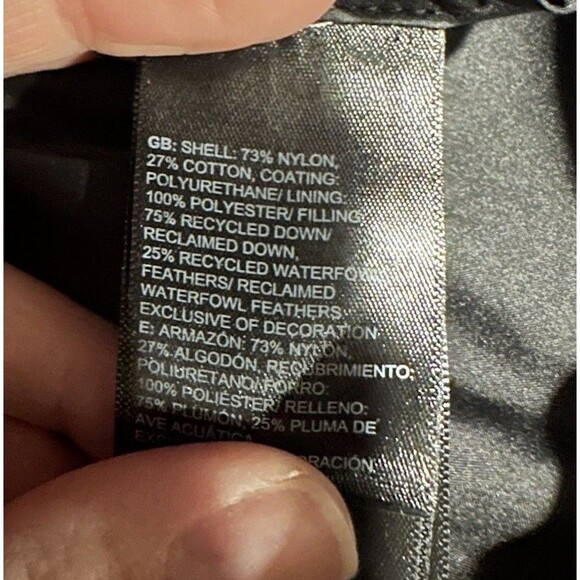 GB: SHELL: 73% NYLON,
27% COTTON, COATING:
POLYURETHANE/ LINING:
100% POLYESTER/ FILLING:
75% RECYCLED DOWN/
RECLAIMED DOWN,
25% RECYCLED WATERFOWL
FEATHERS/ RECLAIMED
WATERFOWL FEATHERS.
EXCLUSIVE OF DECORATION
E: ARMAZÓN: 73% NYLON,
27% ALGODÓN, RECUBRIMIENTO:
POLIURETANO/ FORRO:
100% POLIÉSTER/ RELLENO:
75% PLUMÓN, 25% PLUMA DE
AVE ACUÁTICA.